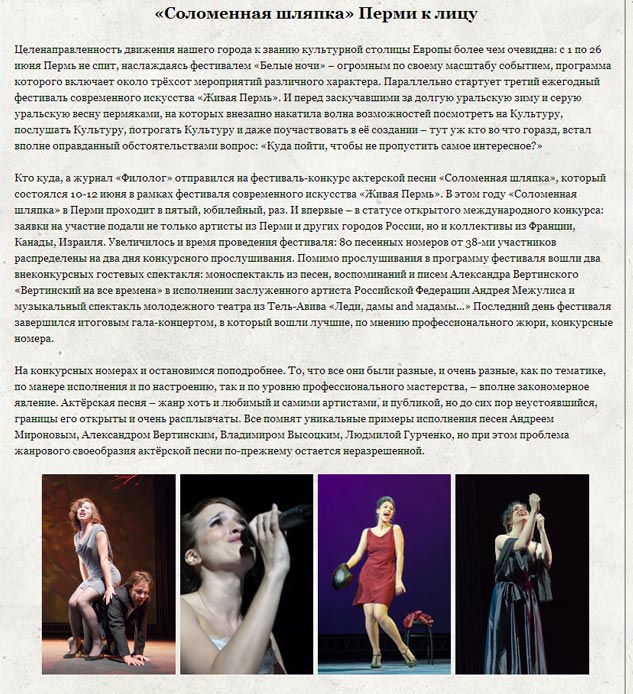 «Соломенная шляпка» Перми к лицу
Целенаправленность движения нашего города к званию культурной столицы Европы более чем очевидна: с 1 по 26
июня Пермь не спит, наслаждаясь фестивалем «Белые ночи» – огромным по своему масштабу событием, программа
которого включает около трёхсот мероприятий различного характера. Параллельно стартует третий ежегодный
фестиваль современного искусства «Живая Пермь». И перед заскучавшими за долгую уральскую зиму и серую
уральскую весну пермяками, на которых внезапно накатила волна возможностей посмотреть на Культуру,
послушать Культуру, потрогать Культуру и даже поучаствовать в её создании – тут уж кто во что горазд, встал
вполне оправданный обстоятельствами вопрос: «Куда пойти, чтобы не пропустить самое интересное?»
Кто куда, а журнал «Филолог» отправился на фестиваль-конкурс актерской песни «Соломенная шляпка», который
состоялся 10-12 июня в рамках фестиваля современного искусства «Живая Пермь». В этом году «Соломенная
шляпка» в Перми проходит в пятый, юбилейный, раз. И впервые – в статусе открытого международного конкурса:
заявки на участие подали не только артисты из Перми и других городов России, но и коллективы из Франции,
Канады, Израиля. Увеличилось и время проведения фестиваля: 80 песенных номеров от 38-ми участников
распределены на два дня конкурсного прослушивания. Помимо прослушивания в программу фестиваля вошли два
внеконкурсных гостевых спектакля: моноспектакль из песен, воспоминаний и писем Александра Вертинского
«Вертинский на все времена» в исполнении заслуженного артиста Российской Федерации Андрея Межулиса и
музыкальный спектакль молодежного театра из Тель-Авива «Леди, дамы and мадамы...» Последний день фестиваля
завершился итоговым гала-концертом, в который вошли лучшие, по мнению профессионального жюри, конкурсные
номера.
На конкурсных номерах и остановимся поподробнее. То, что все они были разные, и очень разные, как по тематике,
по манере исполнения и по настроению, так и по уровню профессионального мастерства, – вполне закономерное
явление. Актёрская песня – жанр хоть и любимый и самими артистами, и публикой, но до сих пор неустоявшийся,
границы его открыты и очень расплывчаты. Все помнят уникальные примеры исполнения песен Андреем
Мироновым, Александром Вертинским, Владимиром Высоцким, Людмилой Гурченко, но при этом проблема
жанрового своеобразия актёрской песни по-прежнему остается неразрешенной.